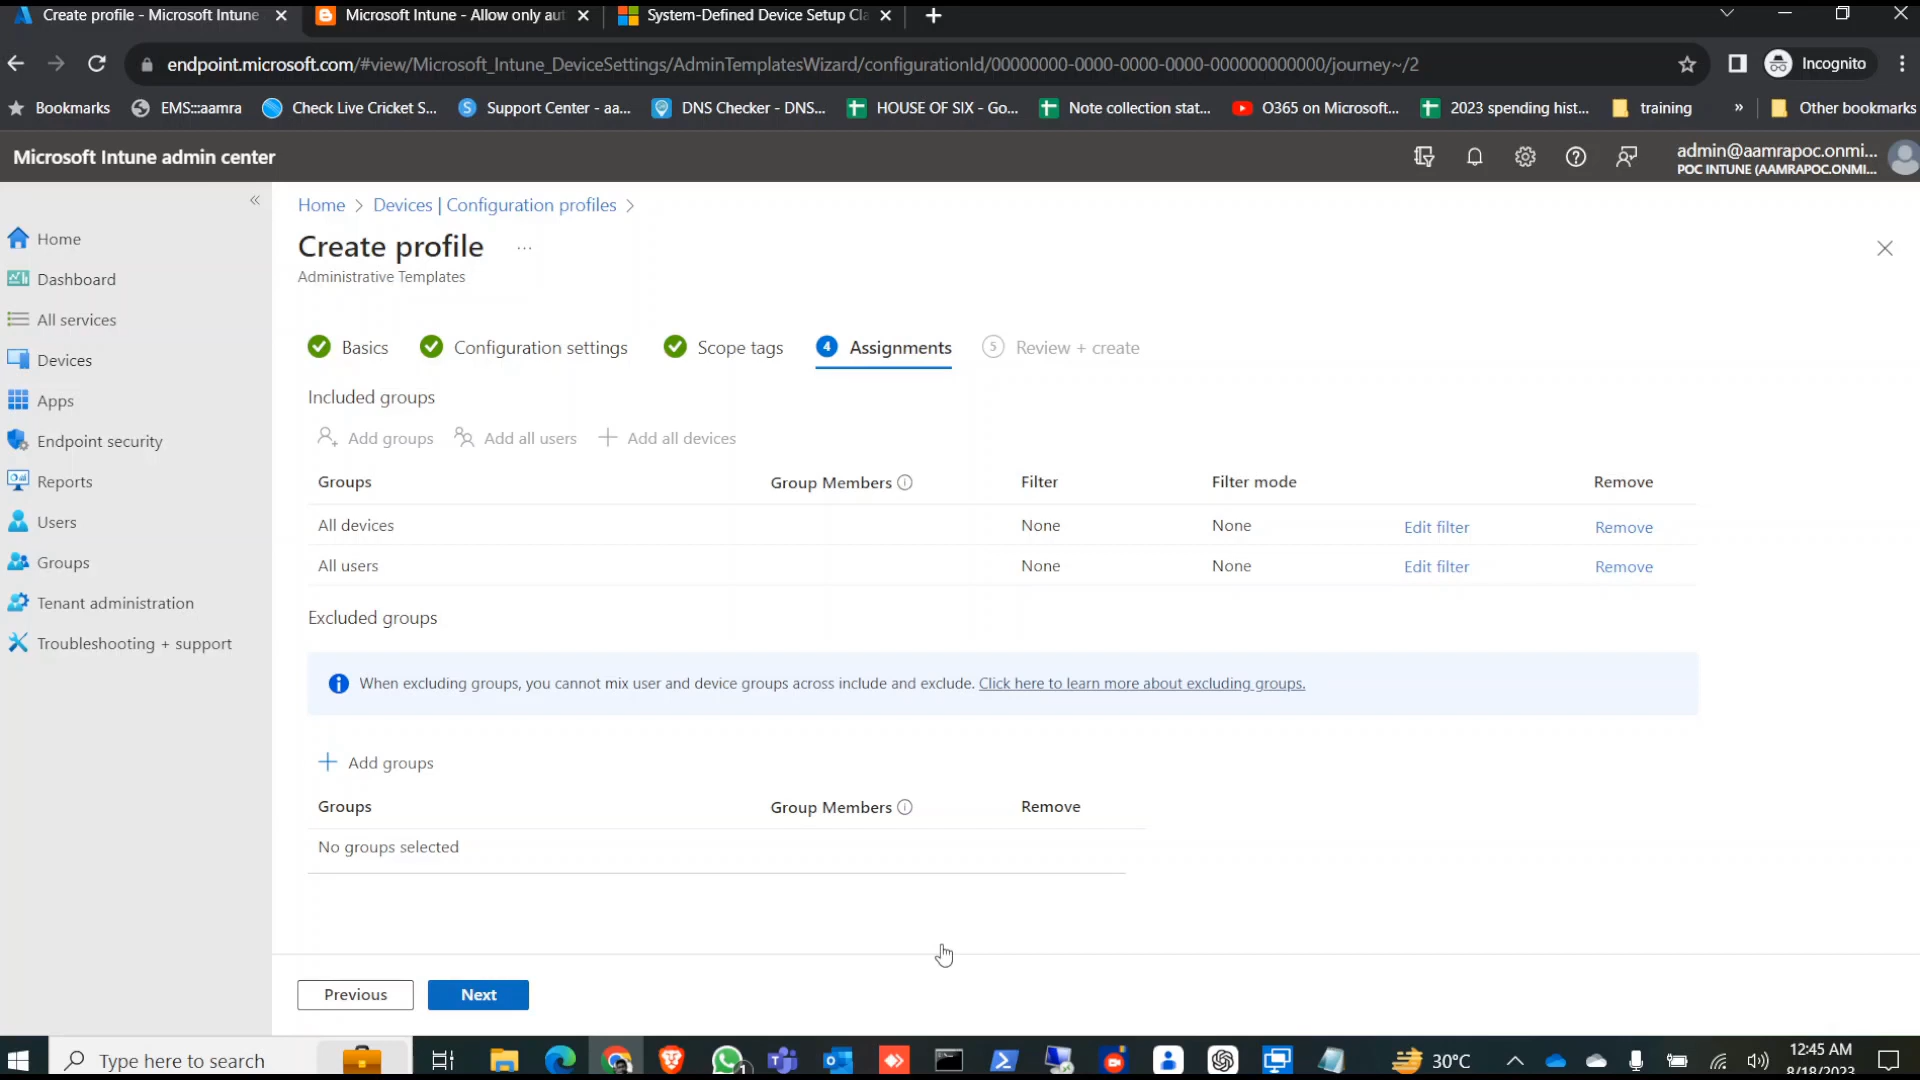 Create profile - Microsoft Intune
Microsoft Intune - Allow only aut
System-Defined Device Setup Cla
endpoint.microsoft.com/#view/Microsoft_Intune_DeviceSettings/AdminTemplatesWizard/configurationId/00000000-0000-0000-0000-000000000000/journey~/2
Incognito
Bookmarks
EMS:::aamra
Check Live Cricket S...
Support Center - aa...
DNS Checker - DNS...
HOUSE OF SIX - Go...
Note collection stat...
O365 on Microsoft...
2023 spending hist...
training
»
Other bookmarks
Microsoft Intune admin center
admin@aamrapoc.onmi...
POC INTUNE (AAMRAPOC.ONMI...
«
Home
Dashboard
All services
Devices
Apps
Endpoint security
Reports
Users
Groups
Tenant administration
Troubleshooting + support
Home > Devices | Configuration profiles >
Create profile ...
Administrative Templates
Basics
Configuration settings
Scope tags
4 Assignments
5 Review + create
Included groups
Add groups
Add all users
Add all devices
Groups
Group Members
Filter
Filter mode
Remove
All devices
None
None
Edit filter
Remove
All users
None
None
Edit filter
Remove
Excluded groups
When excluding groups, you cannot mix user and device groups across include and exclude. Click here to learn more about excluding groups.
Add groups
Groups
Group Members
Remove
No groups selected
Previous
Next
Type here to search
1
30°C
12:45 AM
8/18/2023